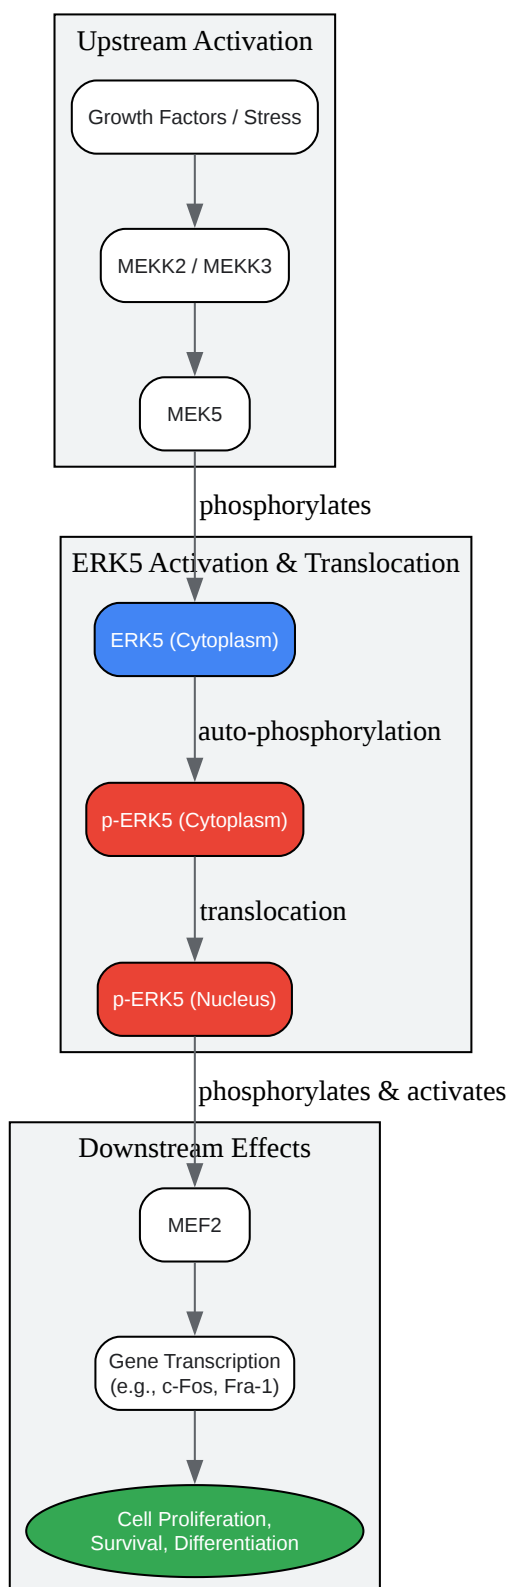 Upstream Activation
Growth Factors / Stress
MEKK2 / MEKK3
MEK5
phosphorylates
ERK5 Activation & Translocation
ERK5 (Cytoplasm)
auto-phosphorylation
p-ERK5 (Cytoplasm)
translocation
p-ERK5 (Nucleus)
phosphorylates & activates
Downstream Effects
MEF2
Gene Transcription
(e.g., c-Fos, Fra-1)
Cell Proliferation,
Survival, Differentiation